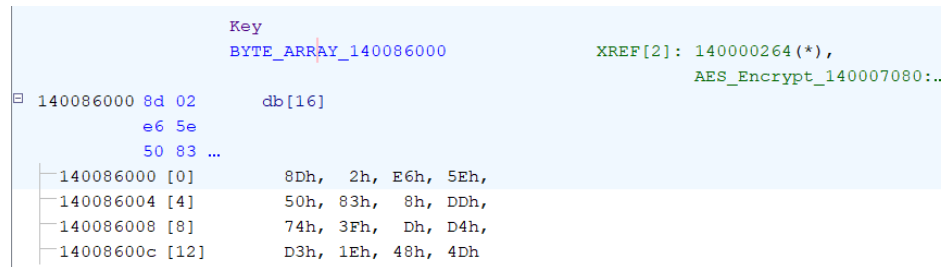 Key
BYTE_ARRAY_140086000 XREF[2]: 140000264(*),
AES_Encrypt_140007080:…
140086000 8d 02 db[16]
e6 5e
50 83 …
140086000 [0] 8Dh, 2h, E6h, 5Eh,
140086004 [4] 50h, 83h, 8h, DDh,
140086008 [8] 74h, 3Fh, Dh, D4h,
14008600c [12] D3h, 1Eh, 48h, 4Dh